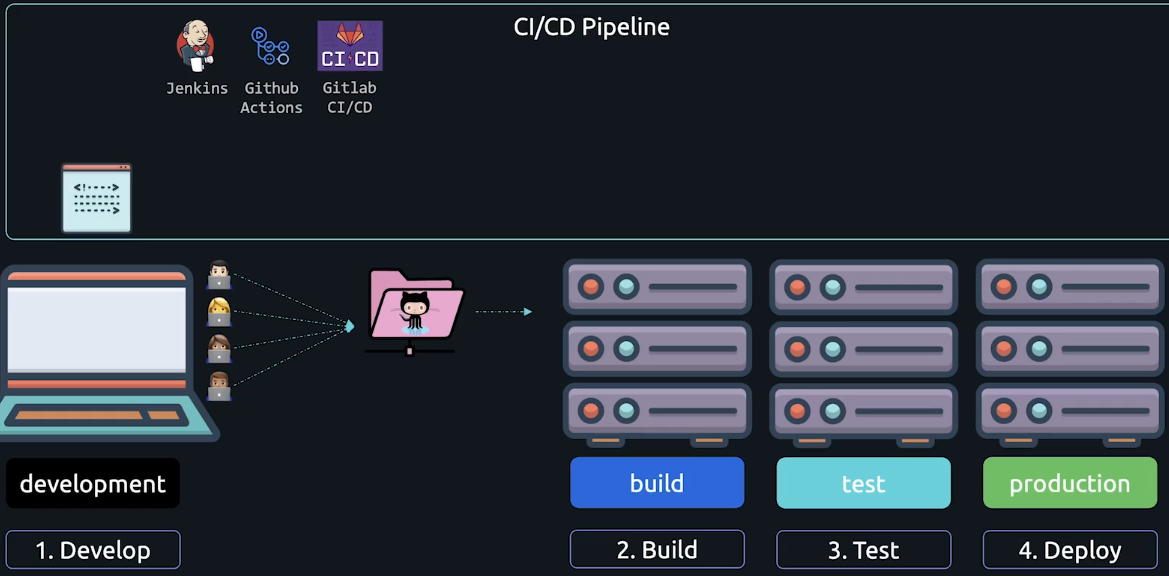 CI/CD Pipeline
CI CD
Jenkins
Github
Actions
Gitlab
CI/CD
<!---->
---->
development
build
test
production
1. Develop
2. Build
3. Test
4. Deploy